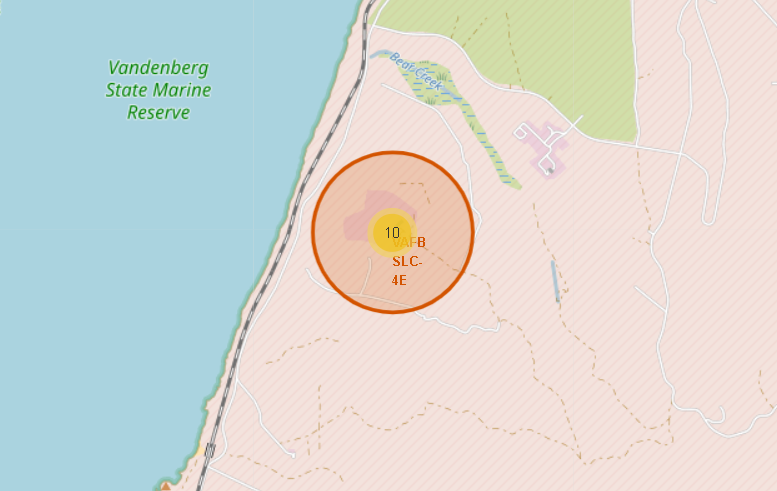 Vandenberg
State Marine
Reserve
Bear Creek
10
VAFB
SLC-
4E